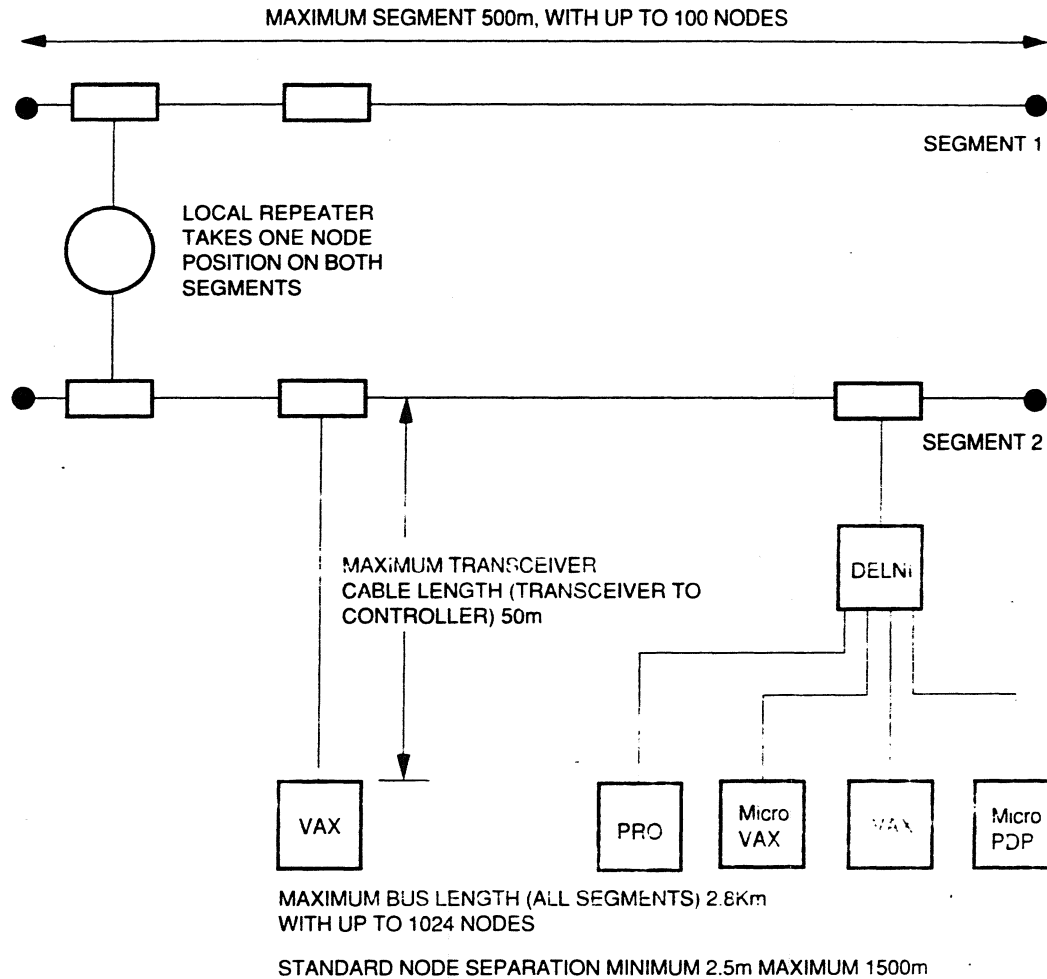 MAXIMUM SEGMENT 500m, WITH UP TO 100 NODES
SEGMENT 1
LOCAL REPEATER
TAKES ONE NODE
POSITION ON BOTH
SEGMENTS
SEGMENT 2
MAXIMUM TRANSCEIVER
CABLE LENGTH (TRANSCEIVER TO
CONTROLLER) 50m
DELNI
VAX
PRO
Micro
VAX
VAX
Micro
PDP
MAXIMUM BUS LENGTH (ALL SEGMENTS) 2.8Km
WITH UP TO 1024 NODES
STANDARD NODE SEPARATION MINIMUM 2.5m MAXIMUM 1500m